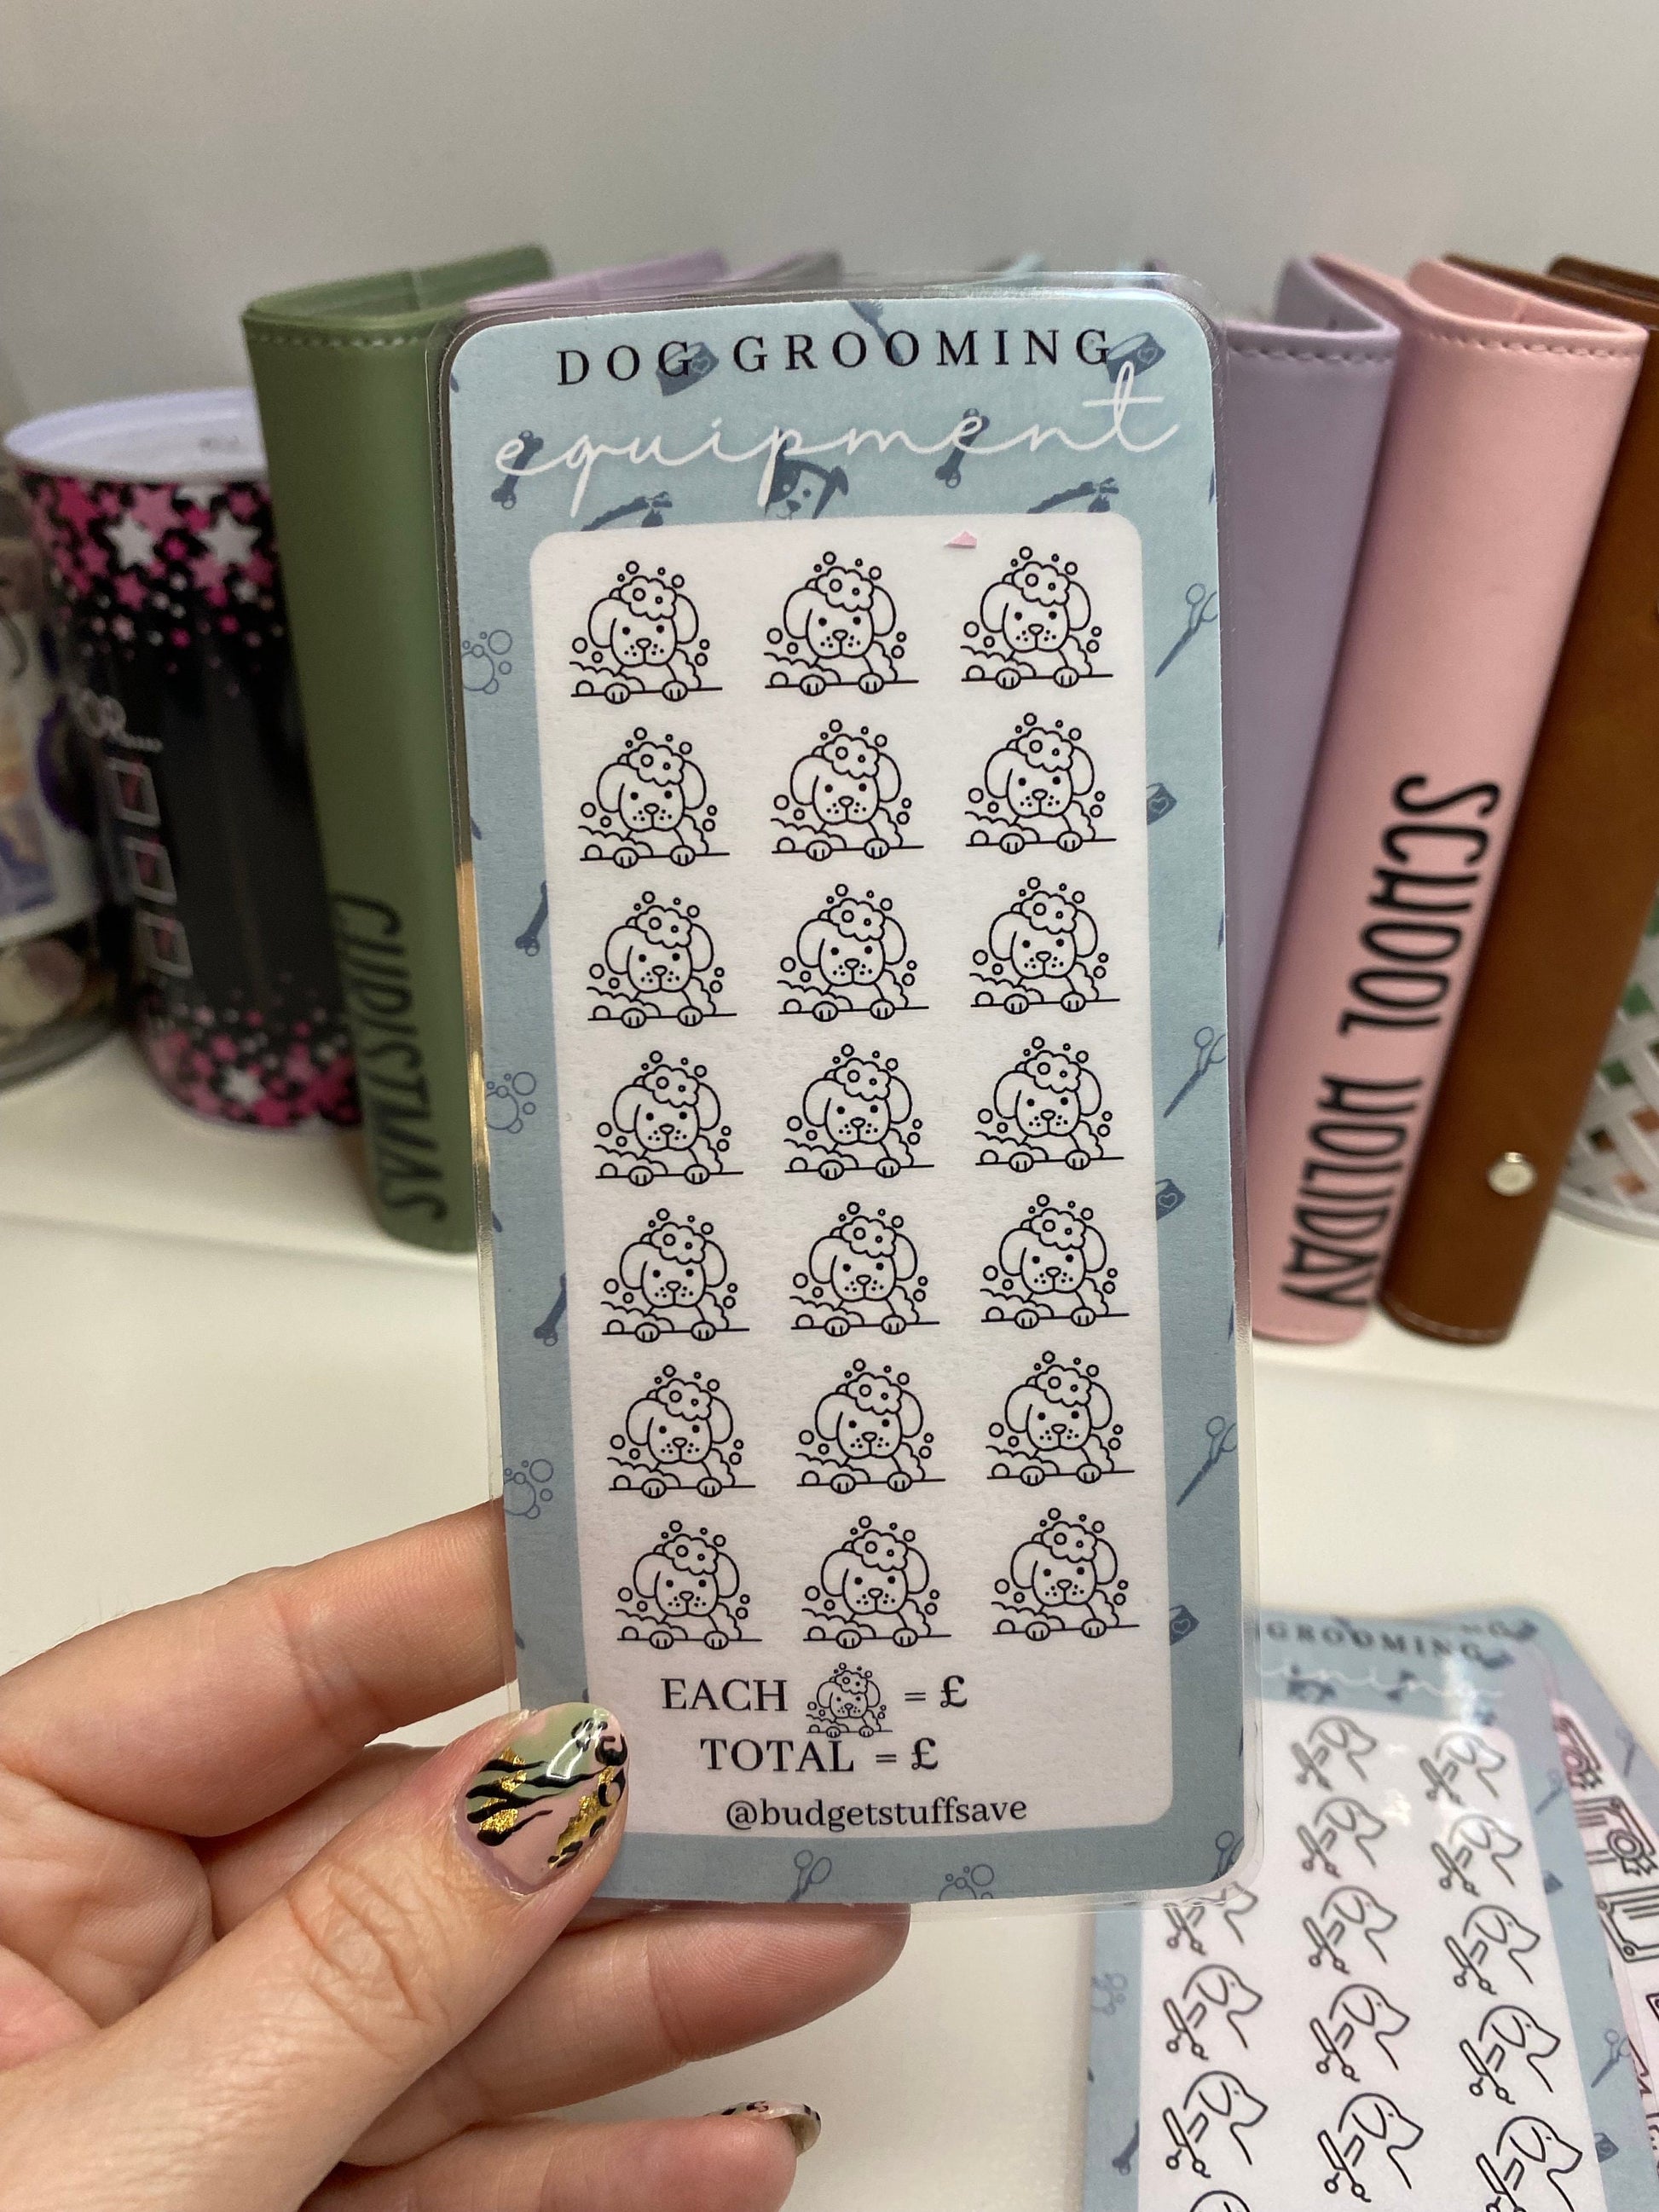 DOG GROOMING
equipment
EACH = £
TOTAL = £
@budgetstuffsave
CHRISTMAS
SCHOOL HOLIDAY
GROOMING